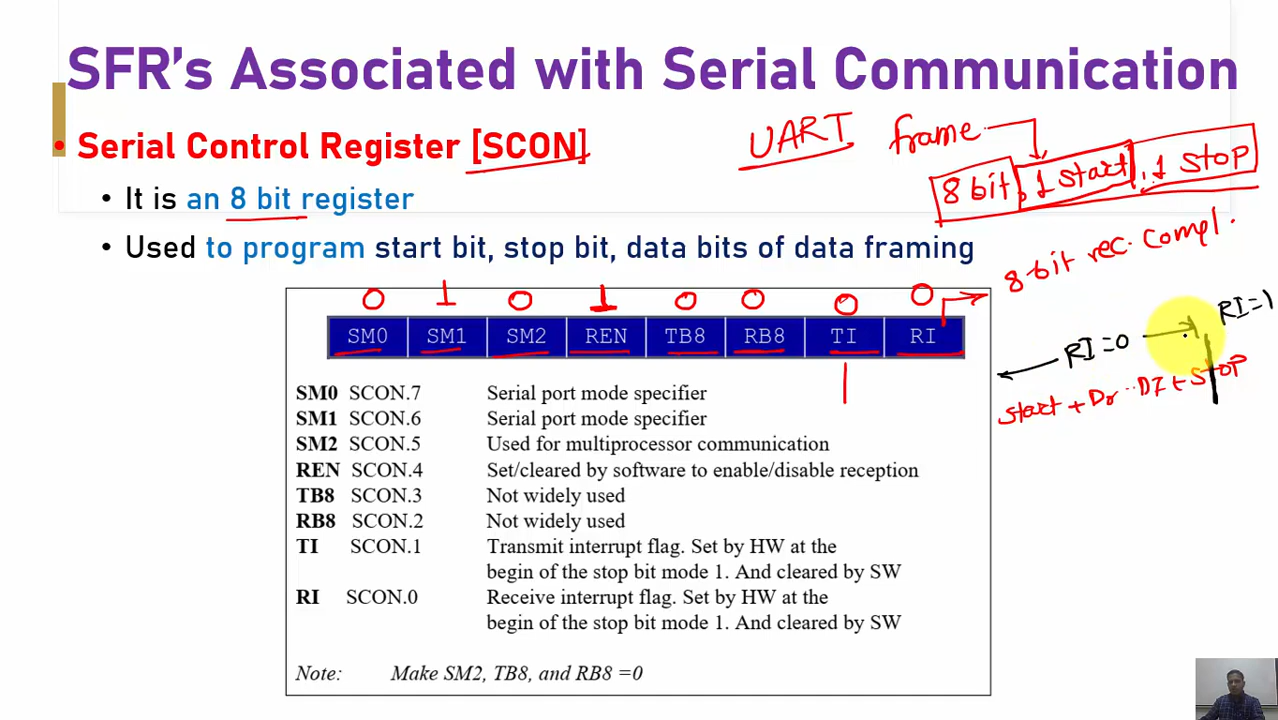 SFR's Associated with Serial Communication
• Serial Control Register [SCON]
UART frame
8 bit, 1 start, 1 stop
• It is an 8 bit register
• Used to program start bit, stop bit, data bits of data framing
8-bit rec. compl.
0 1 0 1 0 0 0 0
SM0 SM1 SM2 REN TB8 RB8 TI RI
RI=0 RI=1
start + D0 .. D7 + STOP
SM0 SCON.7 Serial port mode specifier
SM1 SCON.6 Serial port mode specifier
SM2 SCON.5 Used for multiprocessor communication
REN SCON.4 Set/cleared by software to enable/disable reception
TB8 SCON.3 Not widely used
RB8 SCON.2 Not widely used
TI SCON.1 Transmit interrupt flag. Set by HW at the
begin of the stop bit mode 1. And cleared by SW
RI SCON.0 Receive interrupt flag. Set by HW at the
begin of the stop bit mode 1. And cleared by SW
Note: Make SM2, TB8, and RB8 =0